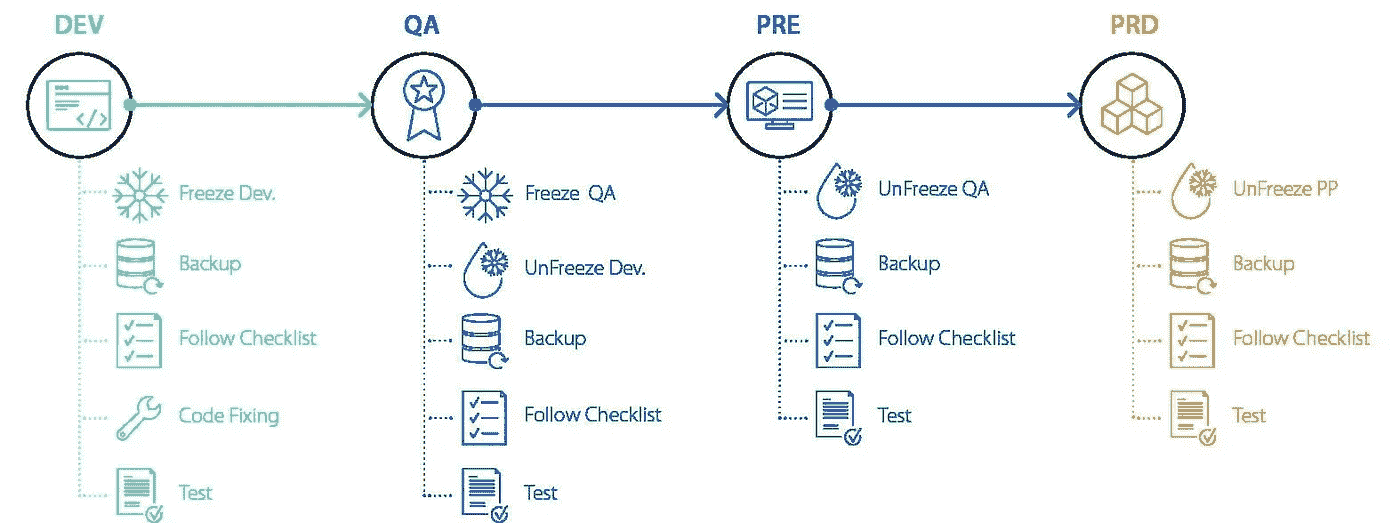 DEV
Freeze Dev.
Backup
Follow Checklist
Code Fixing
Test
QA
Freeze QA
UnFreeze Dev.
Backup
Follow Checklist
Test
PRE
UnFreeze QA
Backup
Follow Checklist
Test
PRD
UnFreeze PP
Backup
Follow Checklist
Test